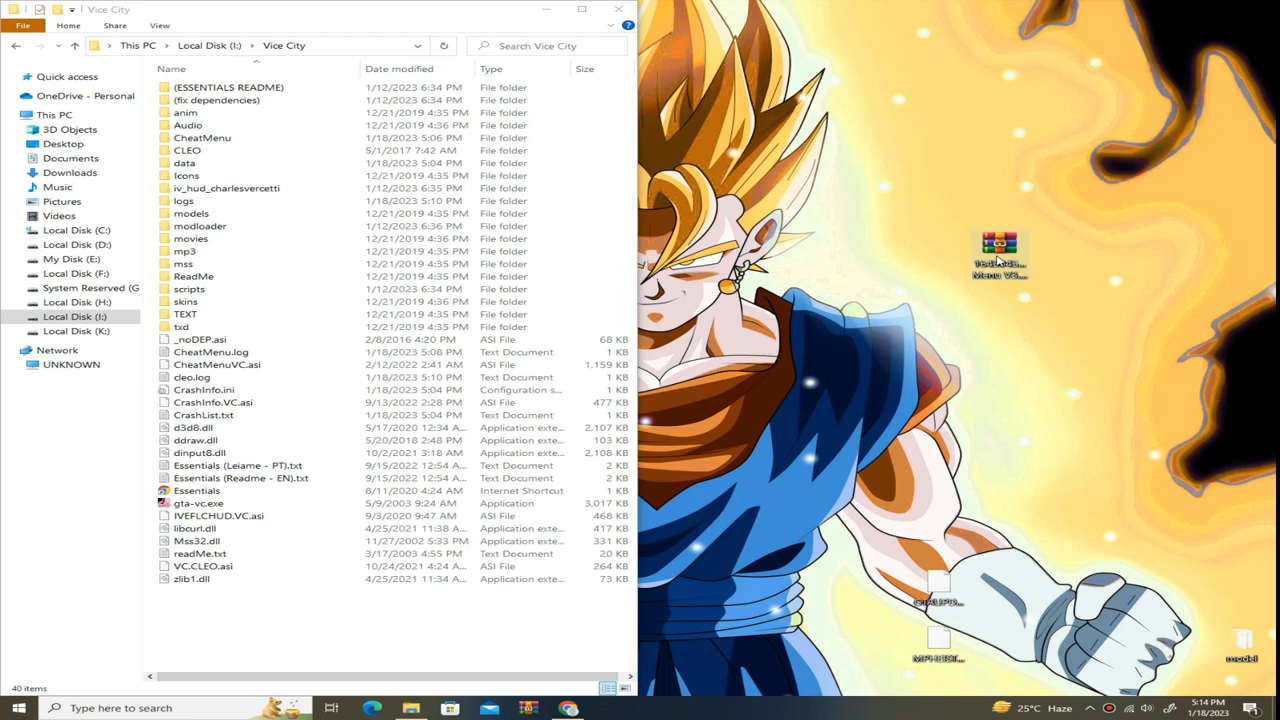 Vice City
File Home Share View
This PC > Local Disk (I:) > Vice City
Search Vice City
Quick access
OneDrive - Personal
This PC
3D Objects
Desktop
Documents
Downloads
Music
Pictures
Videos
Local Disk (C:)
Local Disk (D:)
My Disk (E:)
Local Disk (F:)
System Reserved (G
Local Disk (H:)
Local Disk (I:)
Local Disk (K:)
Network
UNKNOWN
Name Date modified Type Size
(ESSENTIALS README) 1/12/2023 6:34 PM File folder
(fix dependencies) 1/12/2023 6:34 PM File folder
anim 12/21/2019 4:35 PM File folder
Audio 12/21/2019 4:36 PM File folder
CheatMenu 1/18/2023 5:06 PM File folder
CLEO 5/1/2017 7:42 AM File folder
data 1/18/2023 5:04 PM File folder
Icons 12/21/2019 4:35 PM File folder
iv_hud_charlesvercetti 1/12/2023 6:35 PM File folder
logs 1/18/2023 5:10 PM File folder
models 12/21/2019 4:35 PM File folder
modloader 1/12/2023 6:36 PM File folder
movies 12/21/2019 4:36 PM File folder
mp3 12/21/2019 4:35 PM File folder
mss 12/21/2019 4:35 PM File folder
ReadMe 12/21/2019 4:35 PM File folder
scripts 1/12/2023 6:34 PM File folder
skins 12/21/2019 4:35 PM File folder
TEXT 12/21/2019 4:35 PM File folder
txd 12/21/2019 4:35 PM File folder
_noDEP.asi 2/8/2016 4:20 PM ASI File 68 KB
CheatMenu.log 1/18/2023 5:08 PM Text Document 1 KB
CheatMenuVC.asi 2/12/2022 2:41 AM ASI File 1,159 KB
cleo.log 1/18/2023 5:10 PM Text Document 1 KB
CrashInfo.ini 1/18/2023 5:04 PM Configuration s... 1 KB
CrashInfo.VC.asi 9/13/2022 2:28 PM ASI File 477 KB
CrashList.txt 1/18/2023 5:04 PM Text Document 1 KB
d3d8.dll 5/17/2020 12:34 A... Application exte... 2,107 KB
ddraw.dll 5/20/2018 2:48 PM Application exte... 103 KB
dinput8.dll 10/2/2021 3:18 AM Application exte... 2,108 KB
Essentials (Leiame - PT).txt 9/15/2022 12:54 A... Text Document 2 KB
Essentials (Readme - EN).txt 9/15/2022 12:54 A... Text Document 2 KB
Essentials 8/11/2020 4:24 AM Internet Shortcut 1 KB
gta-vc.exe 5/9/2003 9:24 AM Application 3,017 KB
IVEFLCHUD.VC.asi 9/3/2020 9:47 AM ASI File 468 KB
libcurl.dll 4/25/2021 11:38 A... Application exte... 417 KB
Mss32.dll 11/27/2002 5:33 PM Application exte... 331 KB
readMe.txt 3/17/2003 4:55 PM Text Document 20 KB
VC.CLEO.asi 10/24/2021 4:24 AM ASI File 264 KB
zlib1.dll 4/25/2021 11:34 A... Application exte... 73 KB
40 items
Menu V3....
GTAUPD...
model
Type here to search
25°C Haze
5:14 PM
1/18/2023